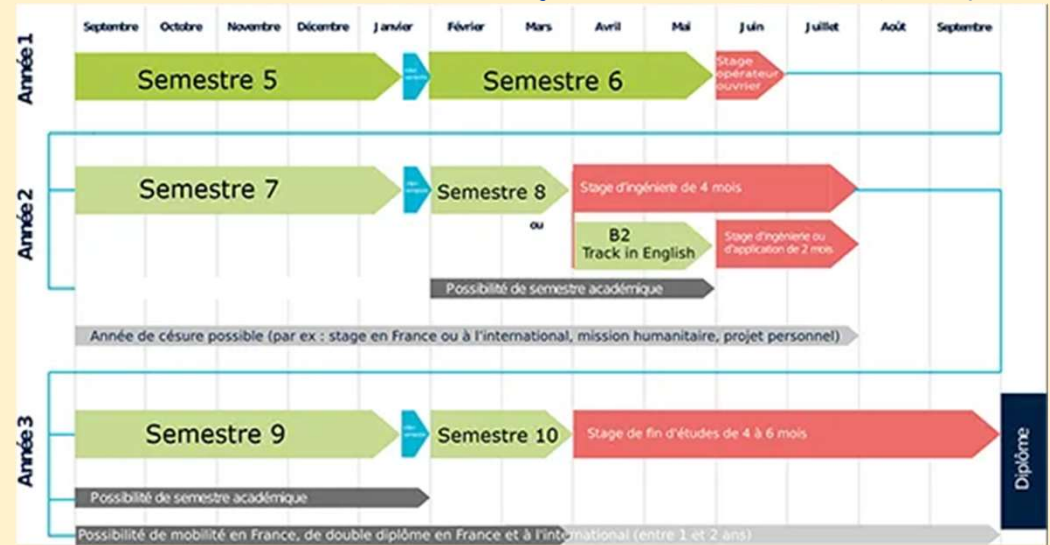 Septembre Octobre Novembre Décembre Janvier Février Mars Avril Mai Juin Juillet Août Septembre
Année 1
Semestre 5
Semestre 6
Stage
opérateur
ouvrier
Année 2
Semestre 7
Semestre 8
Stage d'ingénierie de 4 mois
ou
B2
Track in English
Stage d'ingénierie ou
d'application de 2 mois
Possibilité de semestre académique
Année de césure possible (par ex : stage en France ou à l'international, mission humanitaire, projet personnel)
Année 3
Semestre 9
Semestre 10
Stage de fin d'études de 4 à 6 mois
Diplôme
Possibilité de semestre académique
Possibilité de mobilité en France, de double diplôme en France et à l'international (entre 1 et 2 ans)